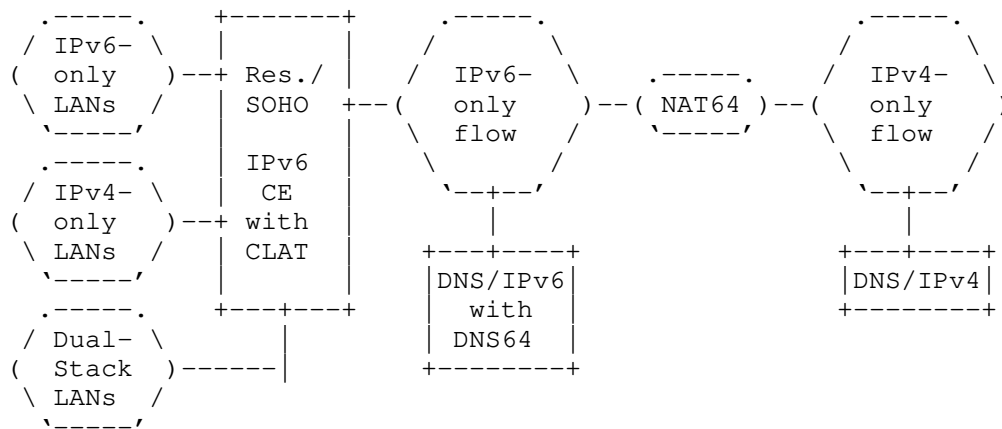 IPv6-
only
LANs
Res./
SOHO
IPv6
CE
with
CLAT
IPv6-
only
flow
NAT64
IPv4-
only
flow
IPv4-
only
LANs
DNS/IPv6
with
DNS64
DNS/IPv4
Dual-
Stack
LANs